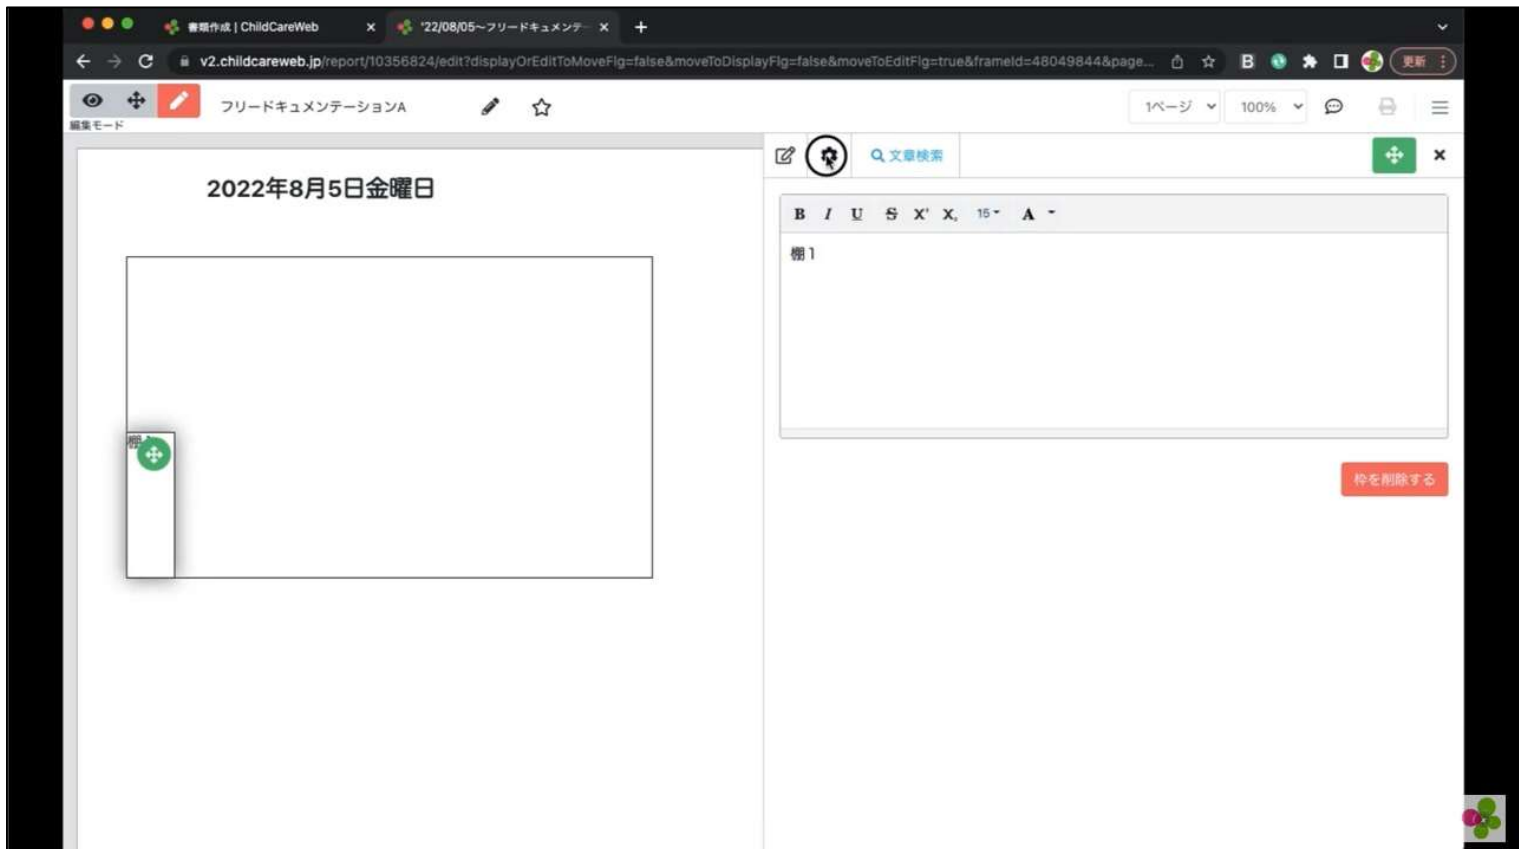 書類作成 | ChildCareWeb
'22/08/05～フリードキュメンテ
v2.childcareweb.jp/report/10356824/edit?displayOrEditToMoveFlg=false&moveToDisplayFlg=false&moveToEditFlg=true&frameId=48049844&page...
更新
編集モード
フリードキュメンテーションA
1ページ
100%
文章検索
2022年8月5日金曜日
B I U S X' X, 15 A
棚1
棚
枠を削除する